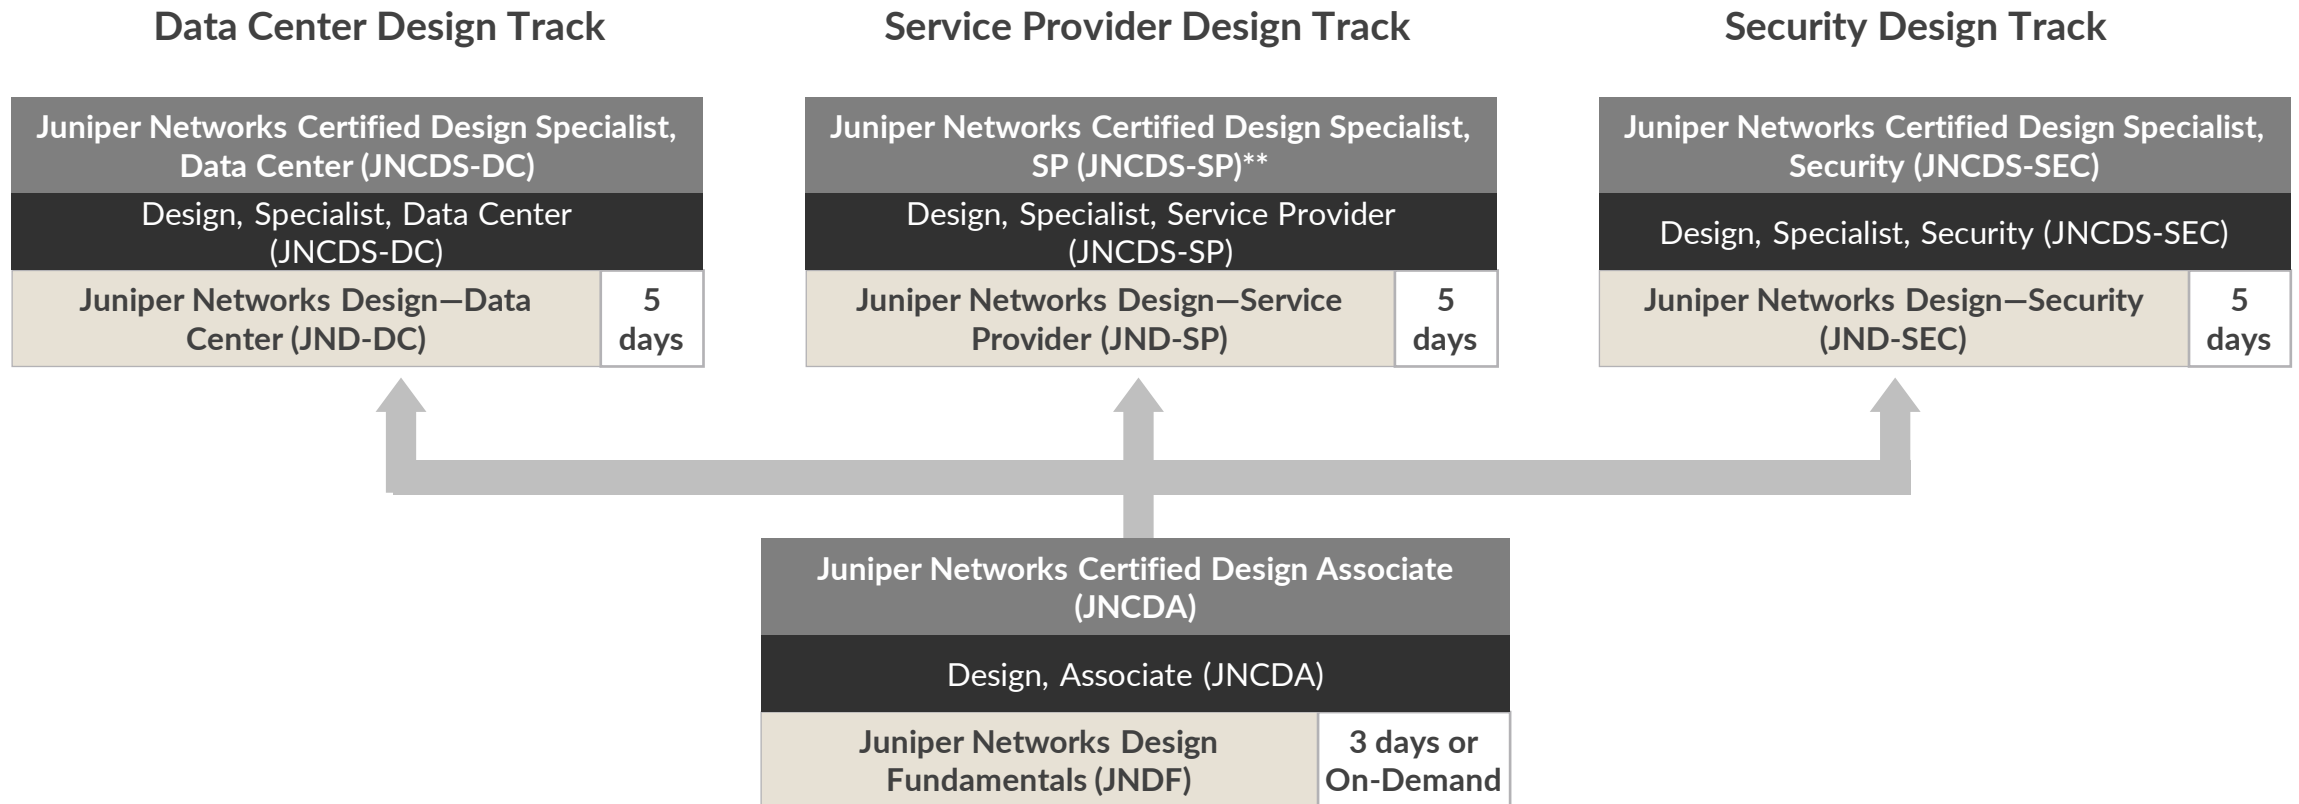 Data Center Design Track
Service Provider Design Track
Security Design Track
Juniper Networks Certified Design Specialist,
Data Center (JNCDS-DC)
Design, Specialist, Data Center
(JNCDS-DC)
Juniper Networks Design—Data
Center (JND-DC)
5
days
Juniper Networks Certified Design Specialist,
SP (JNCDS-SP)**
Design, Specialist, Service Provider
(JNCDS-SP)
Juniper Networks Design—Service
Provider (JND-SP)
5
days
Juniper Networks Certified Design Specialist,
Security (JNCDS-SEC)
Design, Specialist, Security (JNCDS-SEC)
Juniper Networks Design—Security
(JND-SEC)
5
days
Juniper Networks Certified Design Associate
(JNCDA)
Design, Associate (JNCDA)
Juniper Networks Design
Fundamentals (JNDF)
3 days or
On-Demand